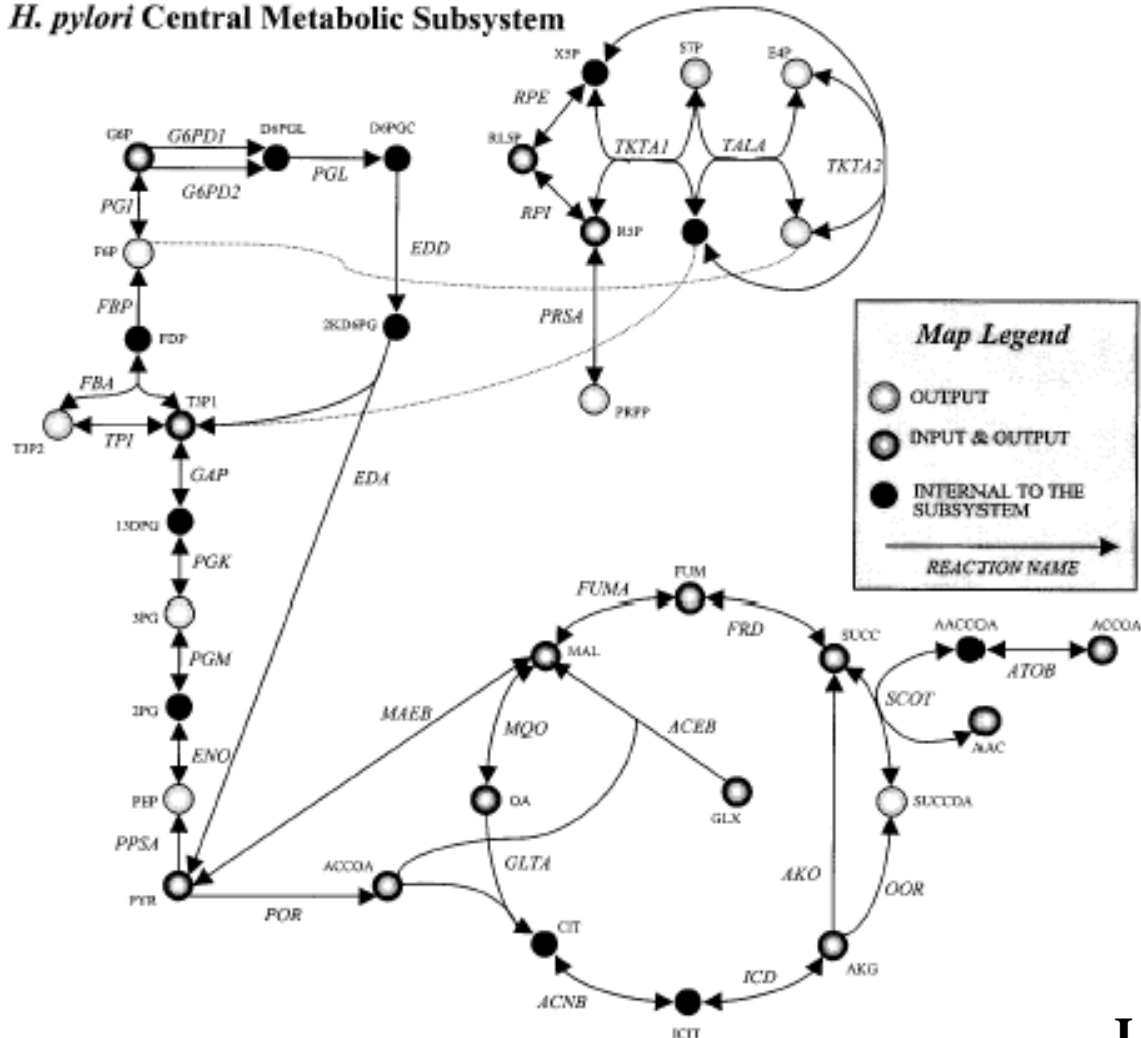 H. pylori Central Metabolic Subsystem
X5P
S7P
E4P
RPE
G6P
G6PD1
D6PGL
D6PGC
RL5P
TKTA1
TALA
TKTA2
PGL
G6PD2
PGI
RPI
R5P
F6P
EDD
FBP
PRSA
2KD6PG
FDP
Map Legend
FBA
T3P1
OUTPUT
PRPP
T3P2
TPI
INPUT & OUTPUT
GAP
EDA
INTERNAL TO THE
SUBSYSTEM
13DPG
PGK
REACTION NAME
FUM
FUMA
3PG
FRD
AACCOA
ACCOA
SUCC
MAL
PGM
ATOB
SCOT
2PG
MAEB
MQO
ACEB
AAC
ENO
PEP
OA
SUCCOA
GLX
PPSA
ACCOA
GLTA
AKO
OOR
PYR
POR
CIT
AKG
ICD
ACNB
ICIT
I